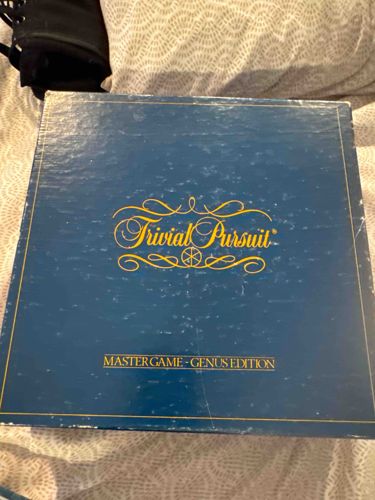 Trivial Pursuit®
MASTER GAME - GENUS EDITION